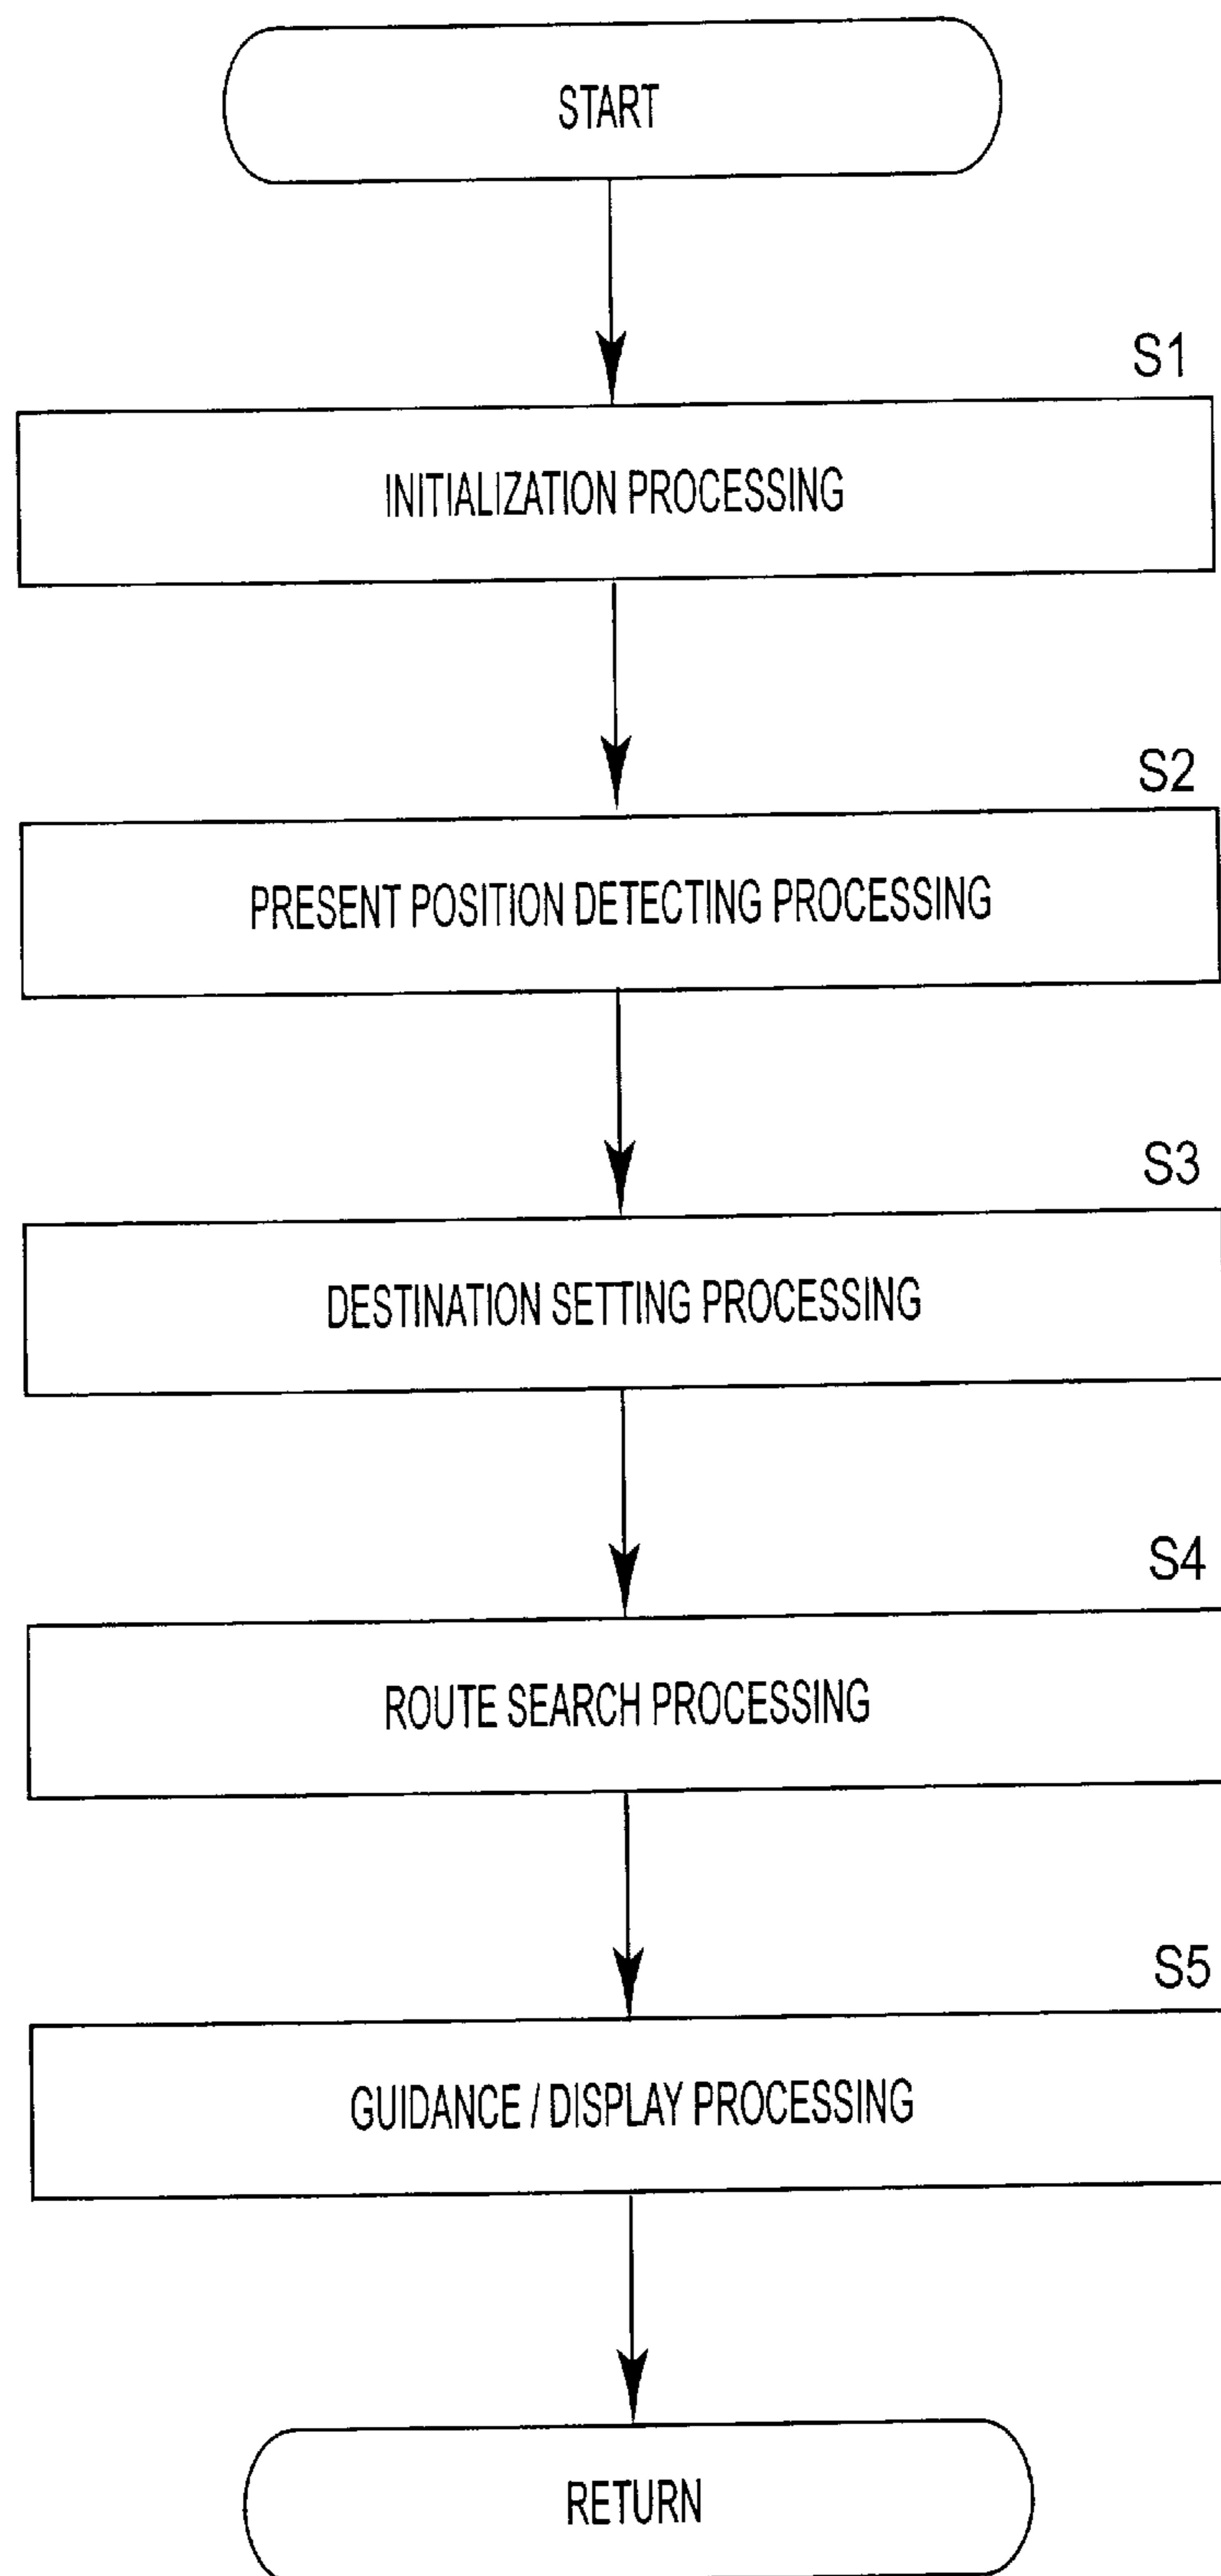 START
S1
INITIALIZATION PROCESSING
S2
PRESENT POSITION DETECTING PROCESSING
S3
DESTINATION SETTING PROCESSING
S4
ROUTE SEARCH PROCESSING
S5
GUIDANCE / DISPLAY PROCESSING
RETURN